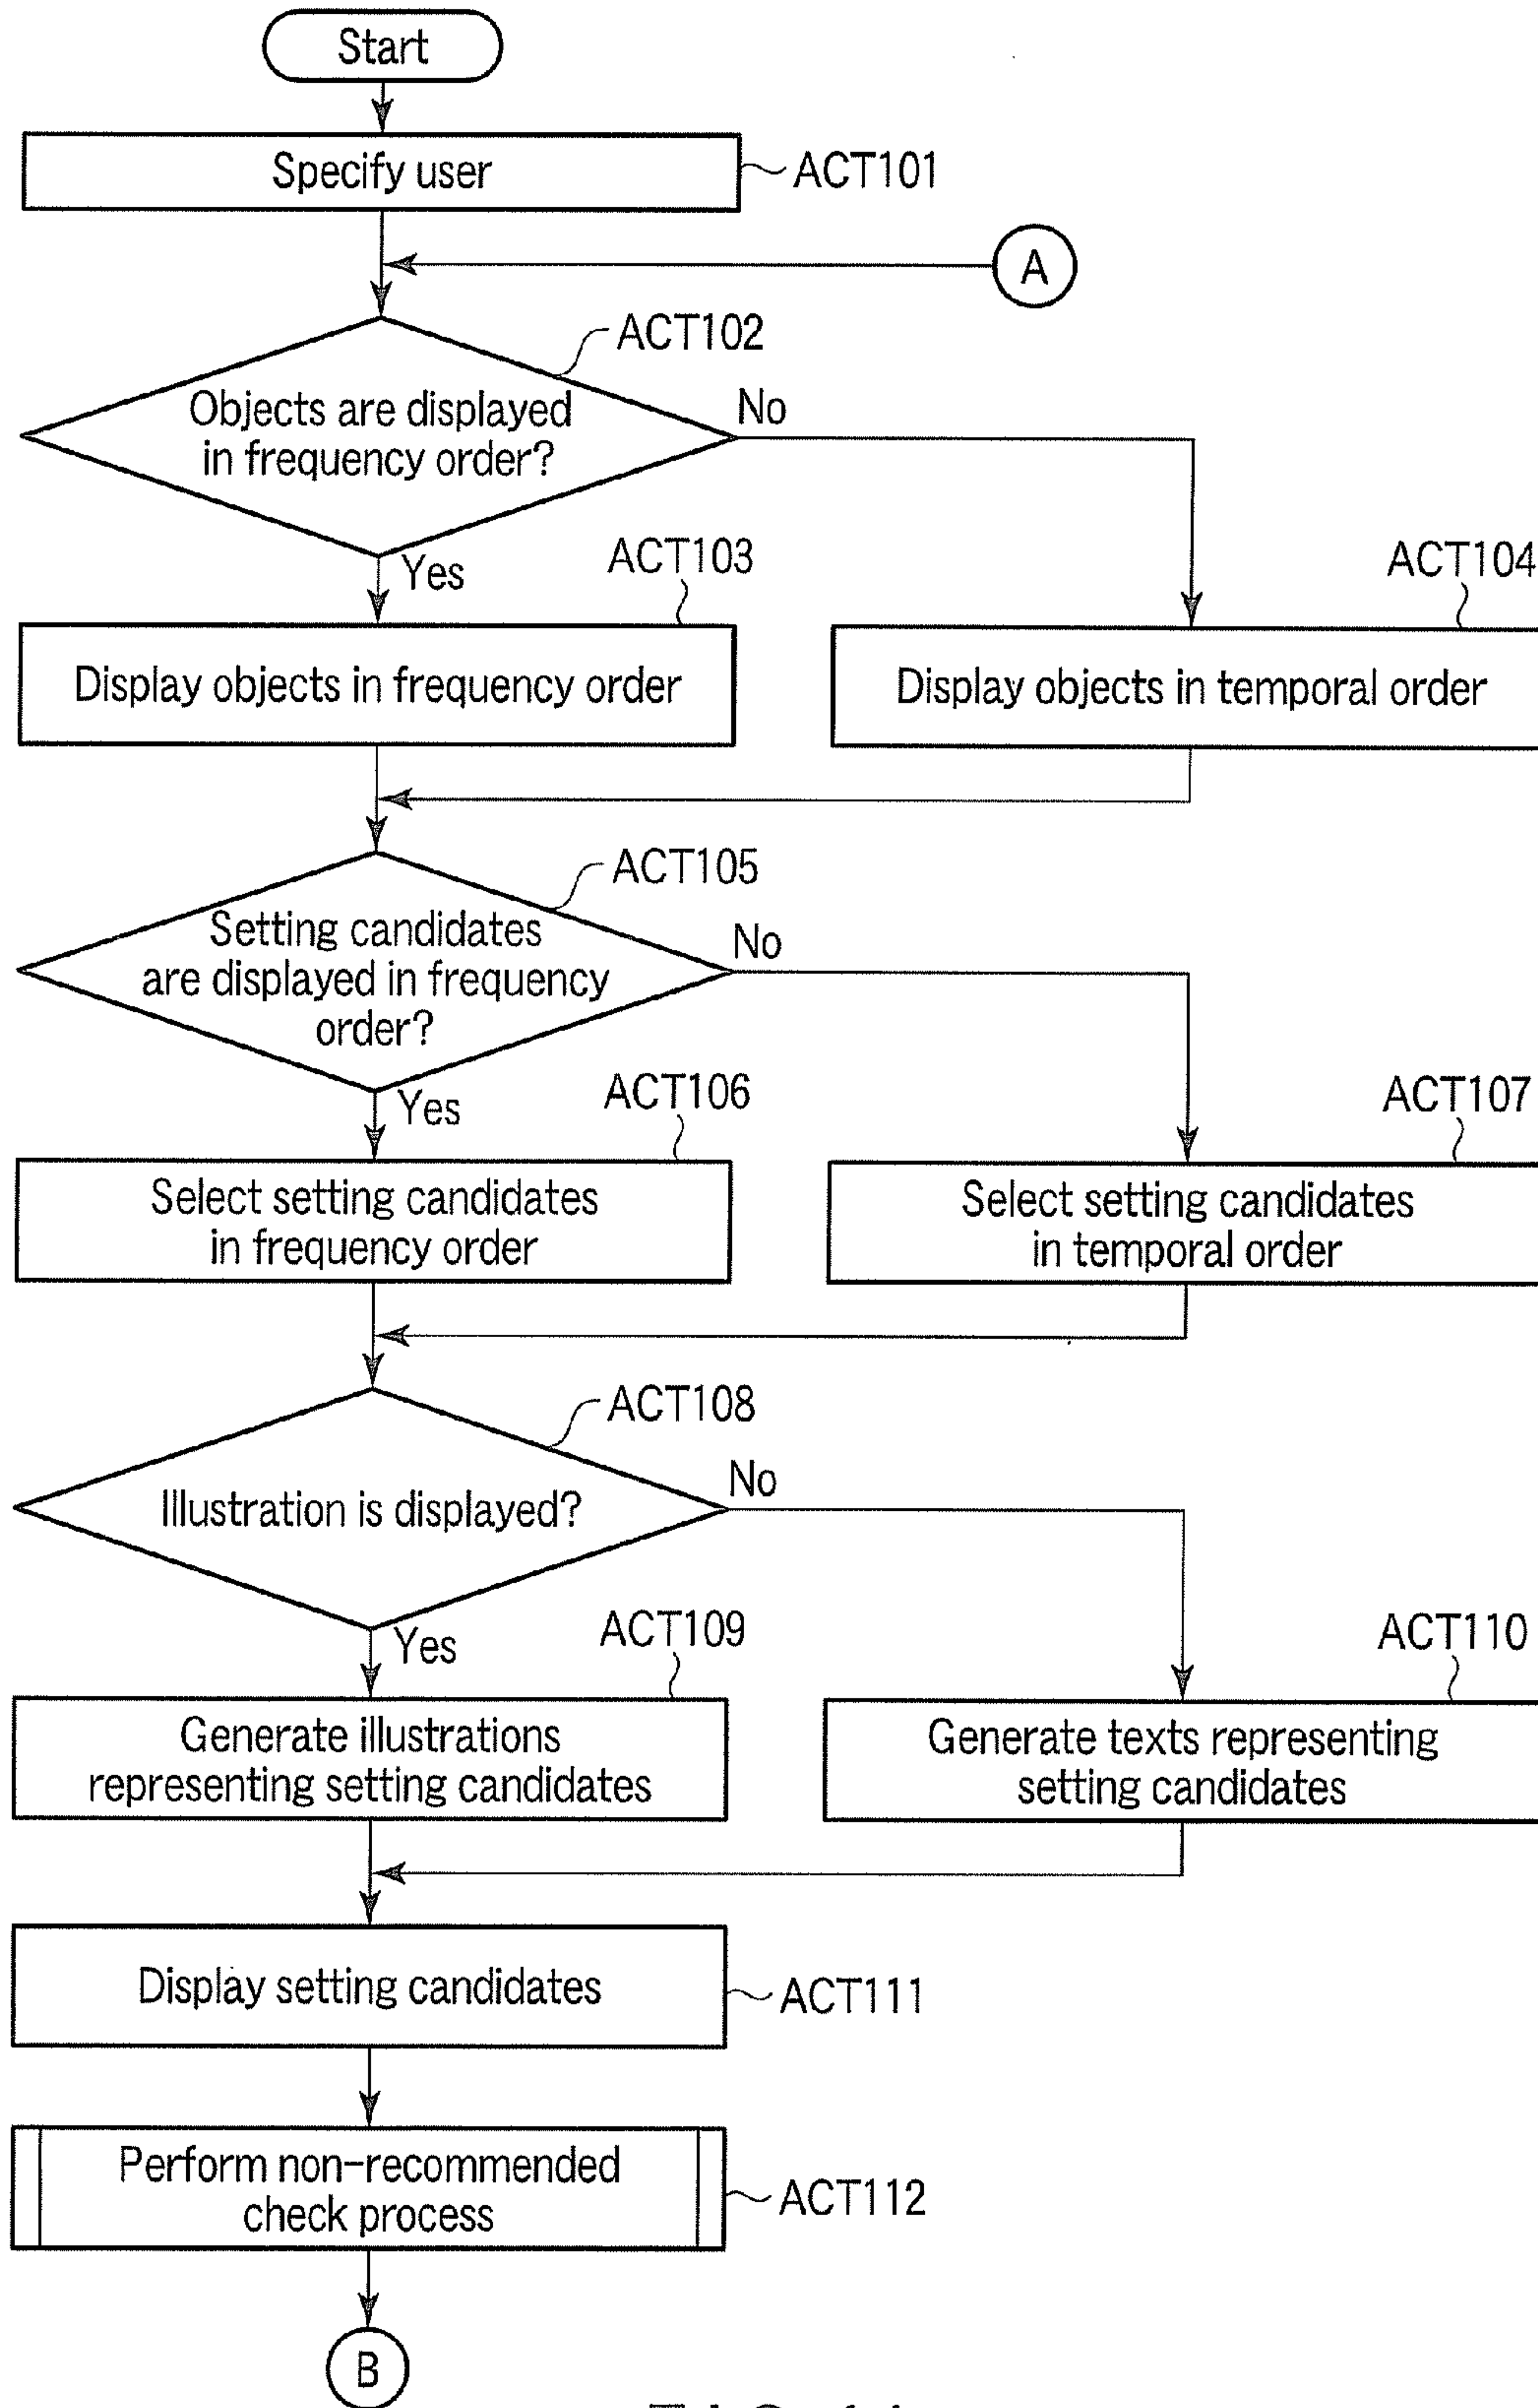 Start
Specify user
ACT101
A
ACT102
Objects are displayed
in frequency order?
No
Yes
ACT103
ACT104
Display objects in frequency order
Display objects in temporal order
ACT105
Setting candidates
are displayed in frequency
order?
No
Yes
ACT106
ACT107
Select setting candidates
in frequency order
Select setting candidates
in temporal order
ACT108
Illustration is displayed?
No
Yes
ACT109
ACT110
Generate illustrations
representing setting candidates
Generate texts representing
setting candidates
Display setting candidates
ACT111
Perform non-recommended
check process
ACT112
B